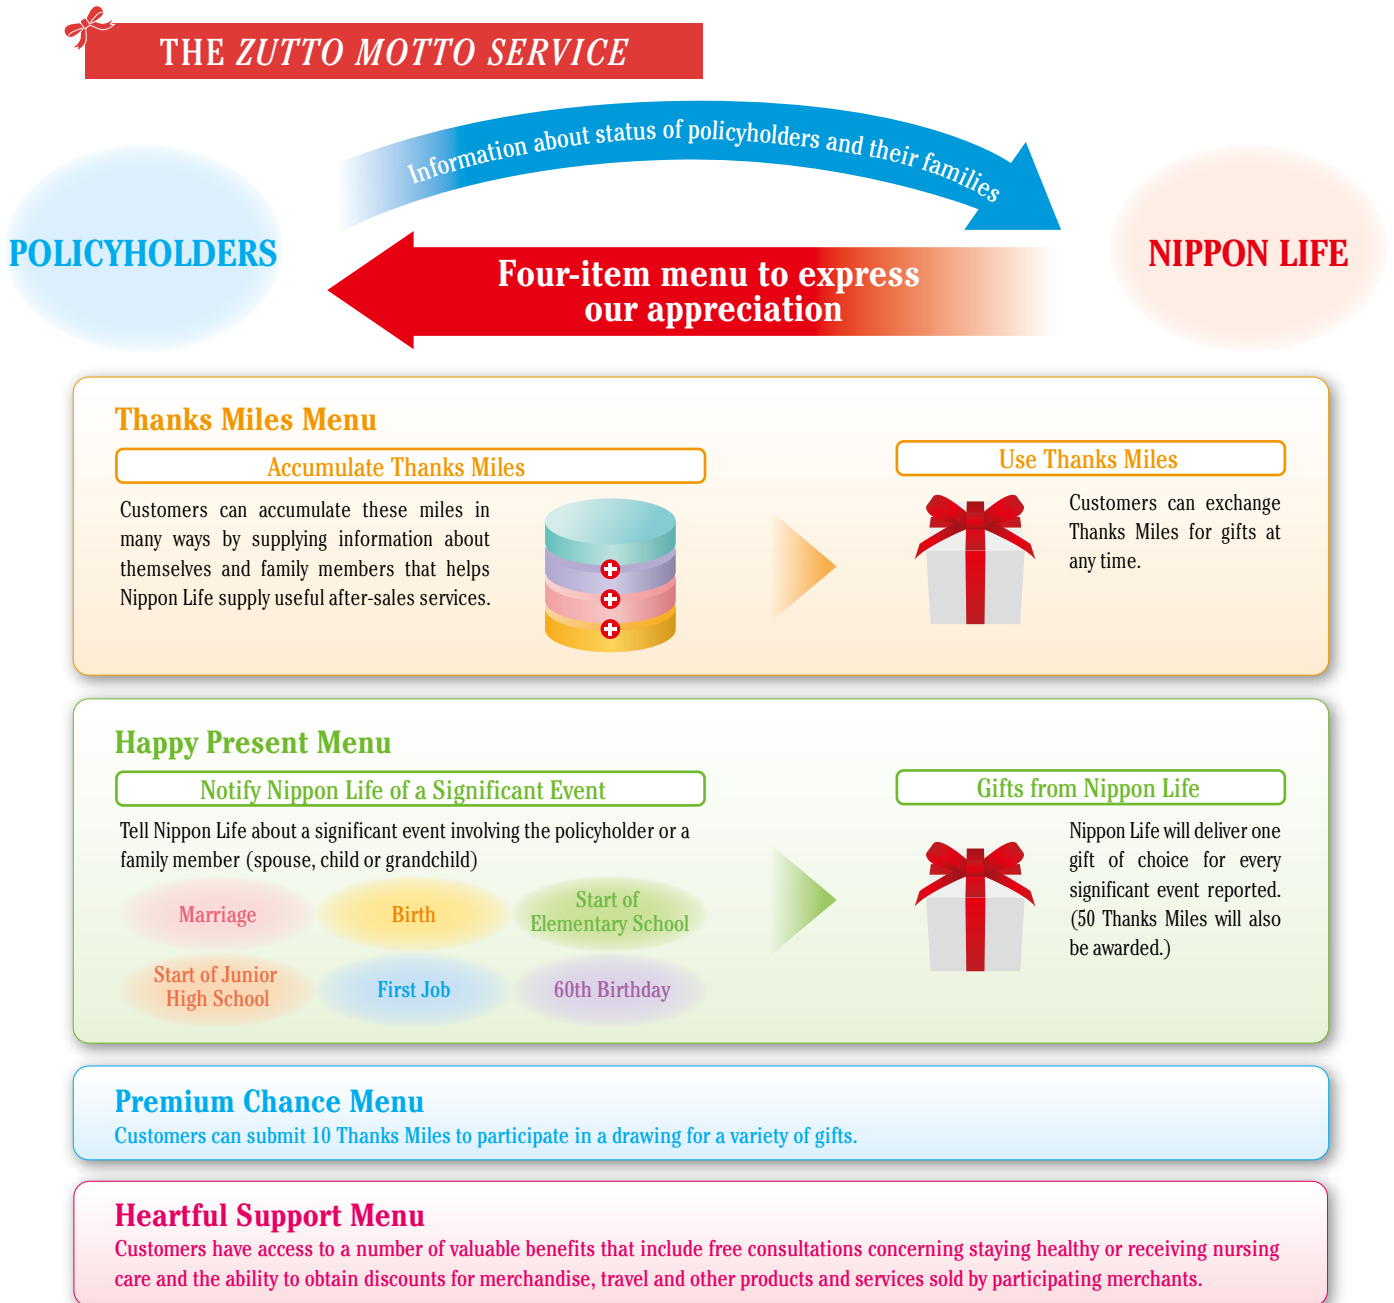 THE ZUTTO MOTTO SERVICE
Information about status of policyholders and their families
POLICYHOLDERS
NIPPON LIFE
Four-item menu to express
our appreciation
Thanks Miles Menu
Accumulate Thanks Miles
Customers can accumulate these miles in
many ways by supplying information about
themselves and family members that helps
Nippon Life supply useful after-sales services.
Use Thanks Miles
Customers can exchange
Thanks Miles for gifts at
any time.
Happy Present Menu
Notify Nippon Life of a Significant Event
Tell Nippon Life about a significant event involving the policyholder or a
family member (spouse, child or grandchild)
Marriage
Birth
Start of
Elementary School
Start of Junior
High School
First Job
60th Birthday
Gifts from Nippon Life
Nippon Life will deliver one
gift of choice for every
significant event reported.
(50 Thanks Miles will also
be awarded.)
Premium Chance Menu
Customers can submit 10 Thanks Miles to participate in a drawing for a variety of gifts.
Heartful Support Menu
Customers have access to a number of valuable benefits that include free consultations concerning staying healthy or receiving nursing
care and the ability to obtain discounts for merchandise, travel and other products and services sold by participating merchants.